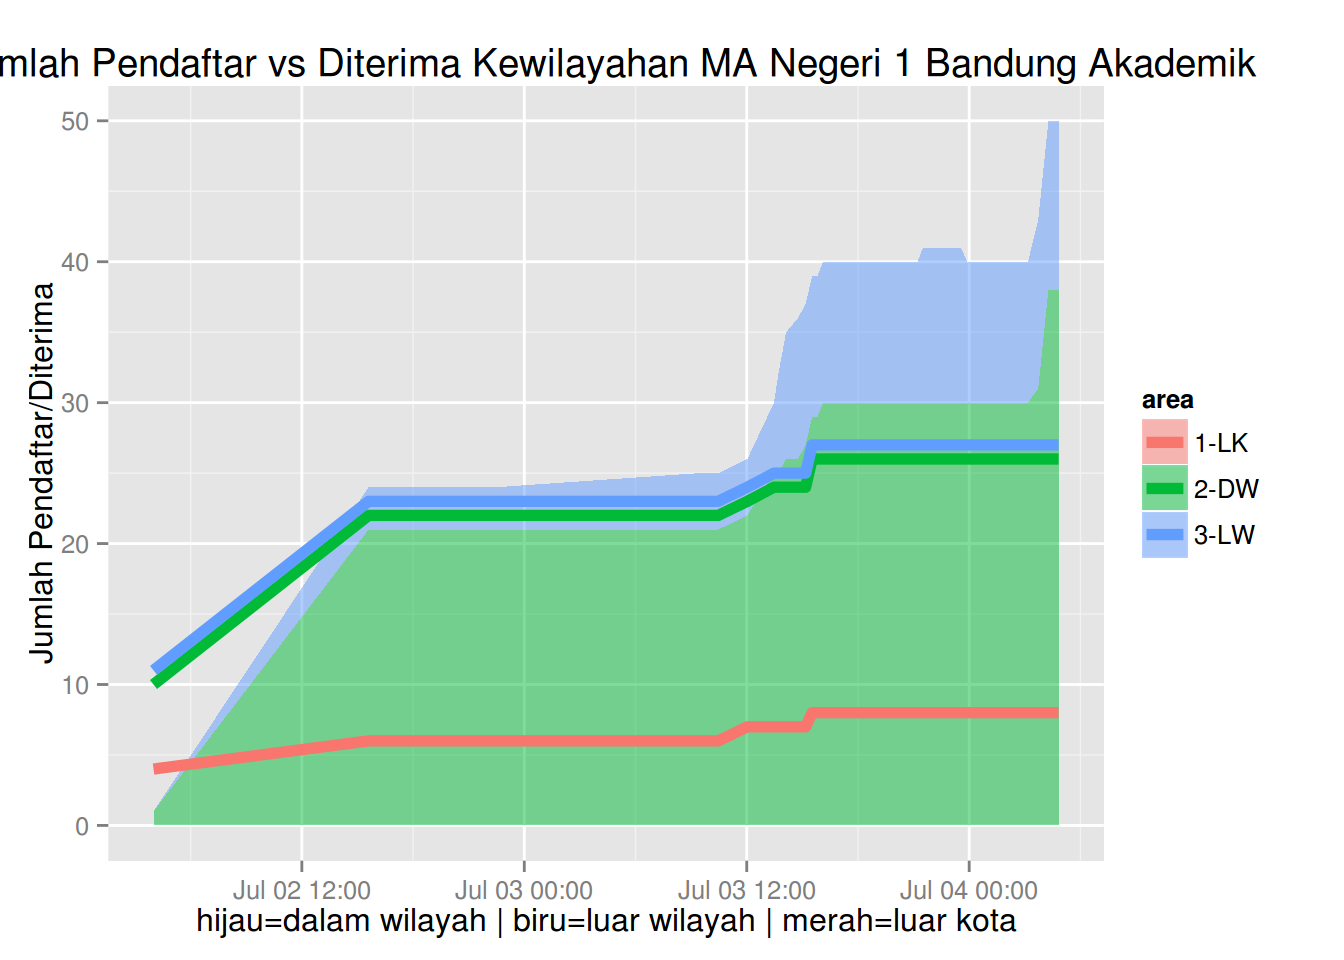 mlah Pendaftar vs Diterima Kewilayahan MA Negeri 1 Bandung Akademik
Jumlah Pendaftar/Diterima
50
40
30
20
10
0
Jul 02 12:00
Jul 03 00:00
Jul 03 12:00
Jul 04 00:00
hijau=dalam wilayah | biru=luar wilayah | merah=luar kota
area
1-LK
2-DW
3-LW